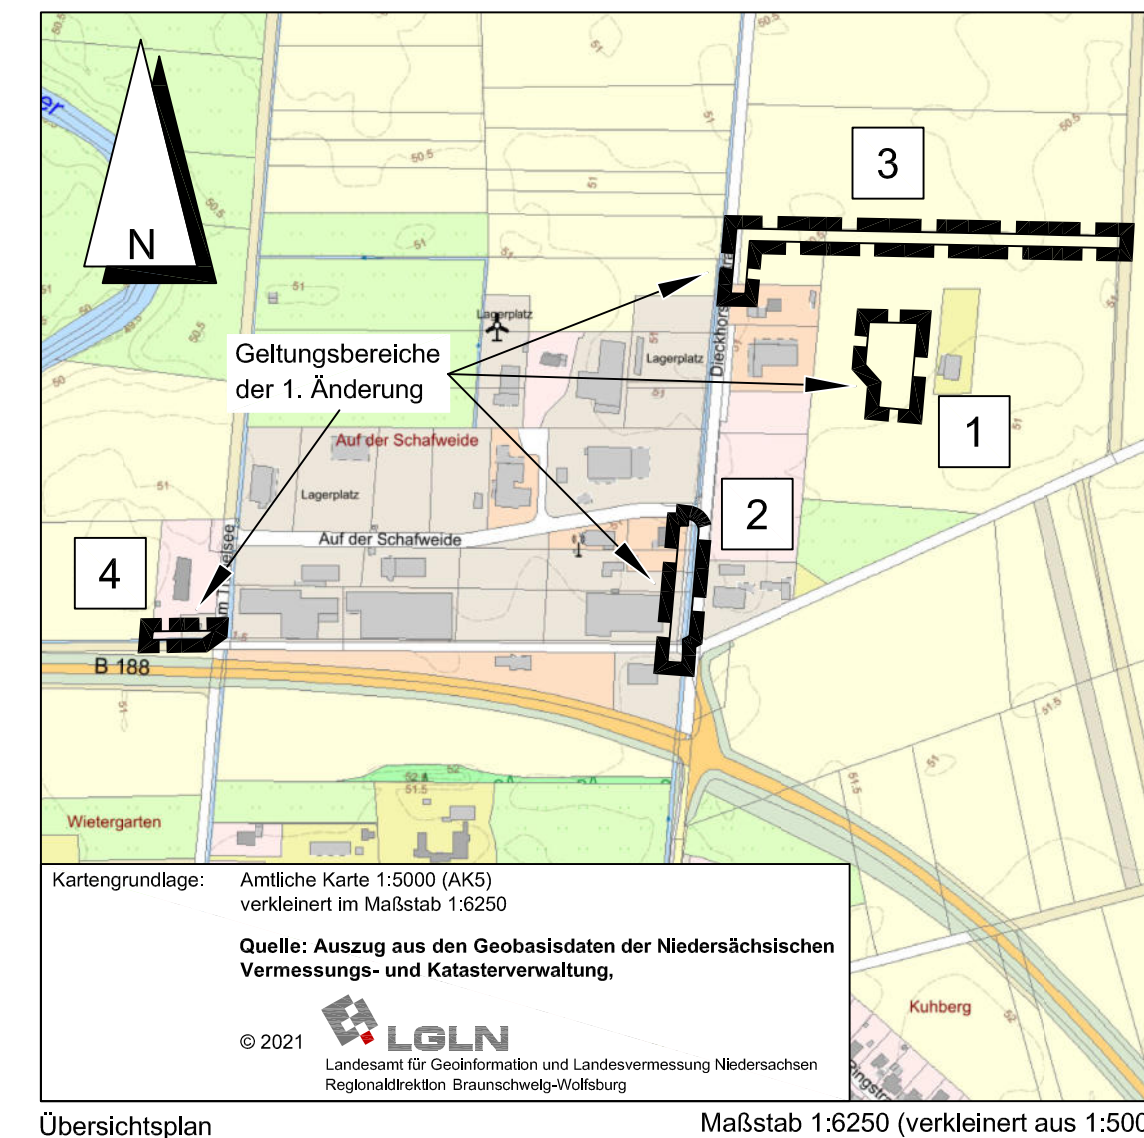 N
3
Lagerplatz
Geltungsbereiche
der 1. Änderung
Lagerplatz
1
Auf der Schafweide
Lagerplatz
2
Auf der Schafweide
4
B 188
Wietergarten
Kartengrundlage: Amtliche Karte 1:5000 (AK5)
verkleinert im Maßstab 1:6250
Quelle: Auszug aus den Geobasisdaten der Niedersächsischen
Vermessungs- und Katasterverwaltung,
© 2021 LGLN
Landesamt für Geoinformation und Landesvermessung Niedersachsen
Regionaldirektion Braunschweig-Wolfsburg
Kuhberg
Übersichtsplan Maßstab 1:6250 (verkleinert aus 1:500